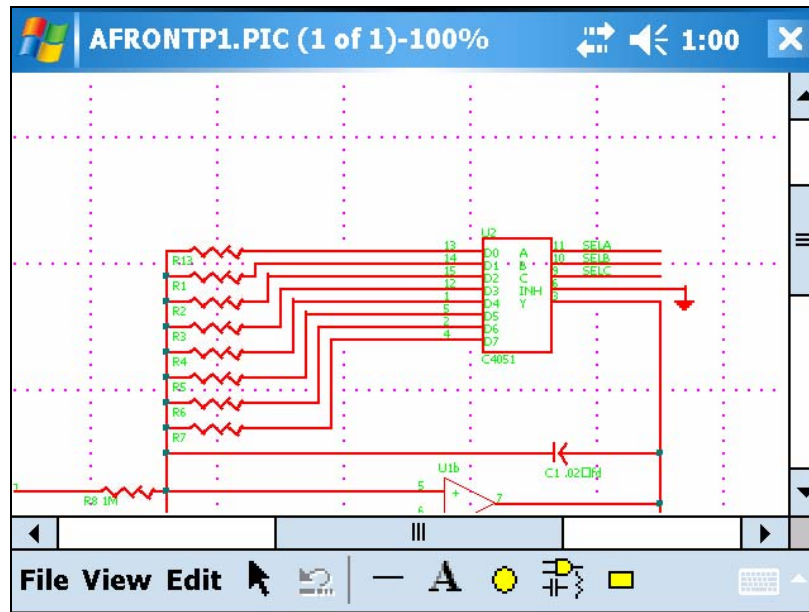 AFRONTP1.PIC (1 of 1)-100% 1:00
U2
13 D0 A 11 SELA
R13
14 D1 B 10 SELB
15 D2 C 9 SELC
R1
12 D3 INH 6
R2
1 D4 Y 3
5 D5
R3
2 D6
4 D7
R4
C4051
R5
R6
R7
U1b
C1 .02□fd
5 +
R8 1M
7
6
File View Edit A